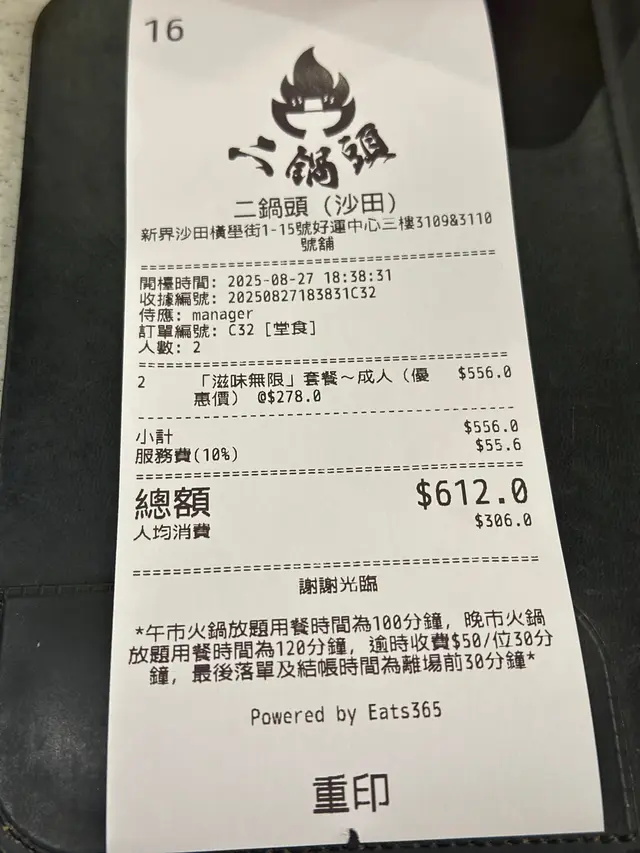 16
二鍋頭
二鍋頭 (沙田)
新界沙田橫壆街1-15號好運中心三樓3109&3110
號舖
開檯時間: 2025-08-27 18:38:31
收據編號: 20250827183831C32
侍應: manager
訂單編號: C32 [堂食]
人數: 2
2 「滋味無限」套餐～成人 (優 $556.0
惠價) @$278.0
小計 $556.0
服務費(10%) $55.6
總額 $612.0
人均消費 $306.0
謝謝光臨
*午市火鍋放題用餐時間為100分鐘, 晚市火鍋
放題用餐時間為120分鐘, 逾時收費$50/位30分
鐘, 最後落單及結帳時間為離場前30分鐘*
Powered by Eats365
重印